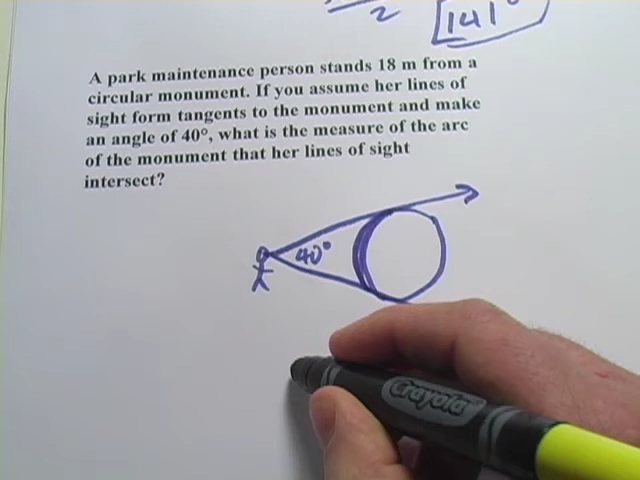 2
141°
A park maintenance person stands 18 m from a
circular monument. If you assume her lines of
sight form tangents to the monument and make
an angle of 40°, what is the measure of the arc
of the monument that her lines of sight
intersect?
40°
Crayola